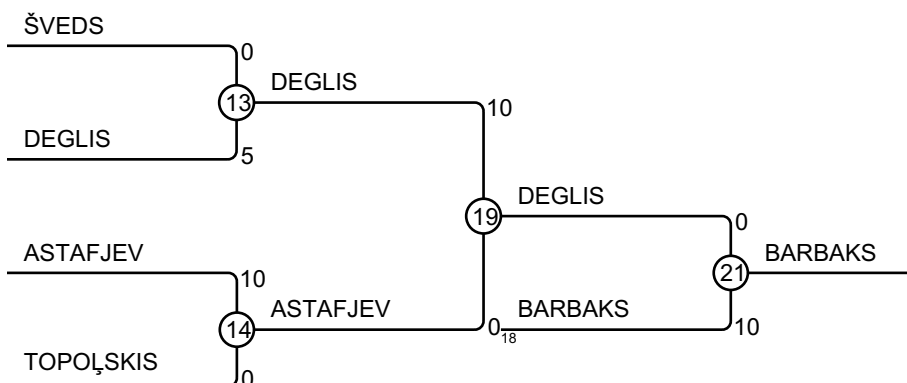 ŠVEDS
0
13
DEGLIS
10
DEGLIS
5
19
DEGLIS
0
ASTAFJEV
10
21
BARBAKS
14
ASTAFJEV
0
18
BARBAKS
10
TOPOĻSKIS
0